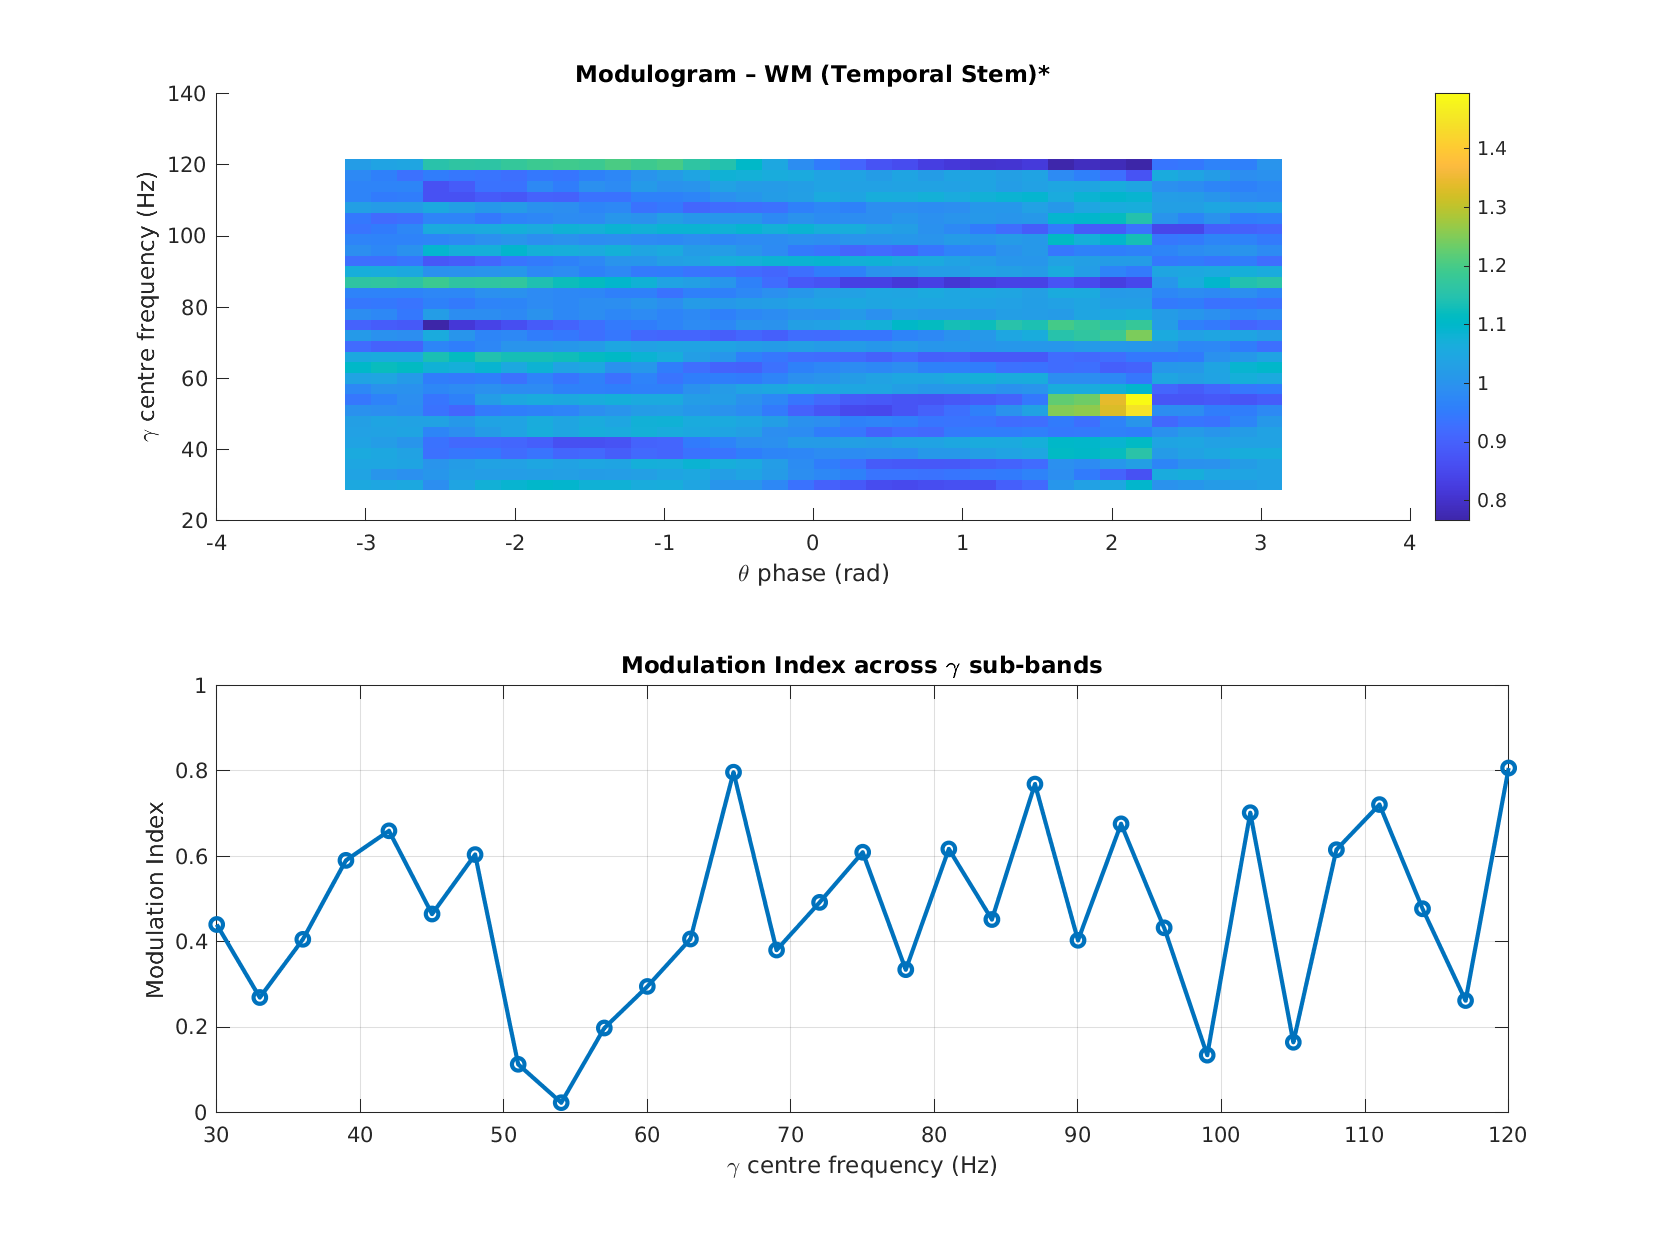 Modulogram – WM (Temporal Stem)*
γ centre frequency (Hz)
140
120
100
80
60
40
20
-4 -3 -2 -1 0 1 2 3 4
θ phase (rad)
1.4
1.3
1.2
1.1
1
0.9
0.8
Modulation Index across γ sub-bands
Modulation Index
1
0.8
0.6
0.4
0.2
0
30 40 50 60 70 80 90 100 110 120
γ centre frequency (Hz)